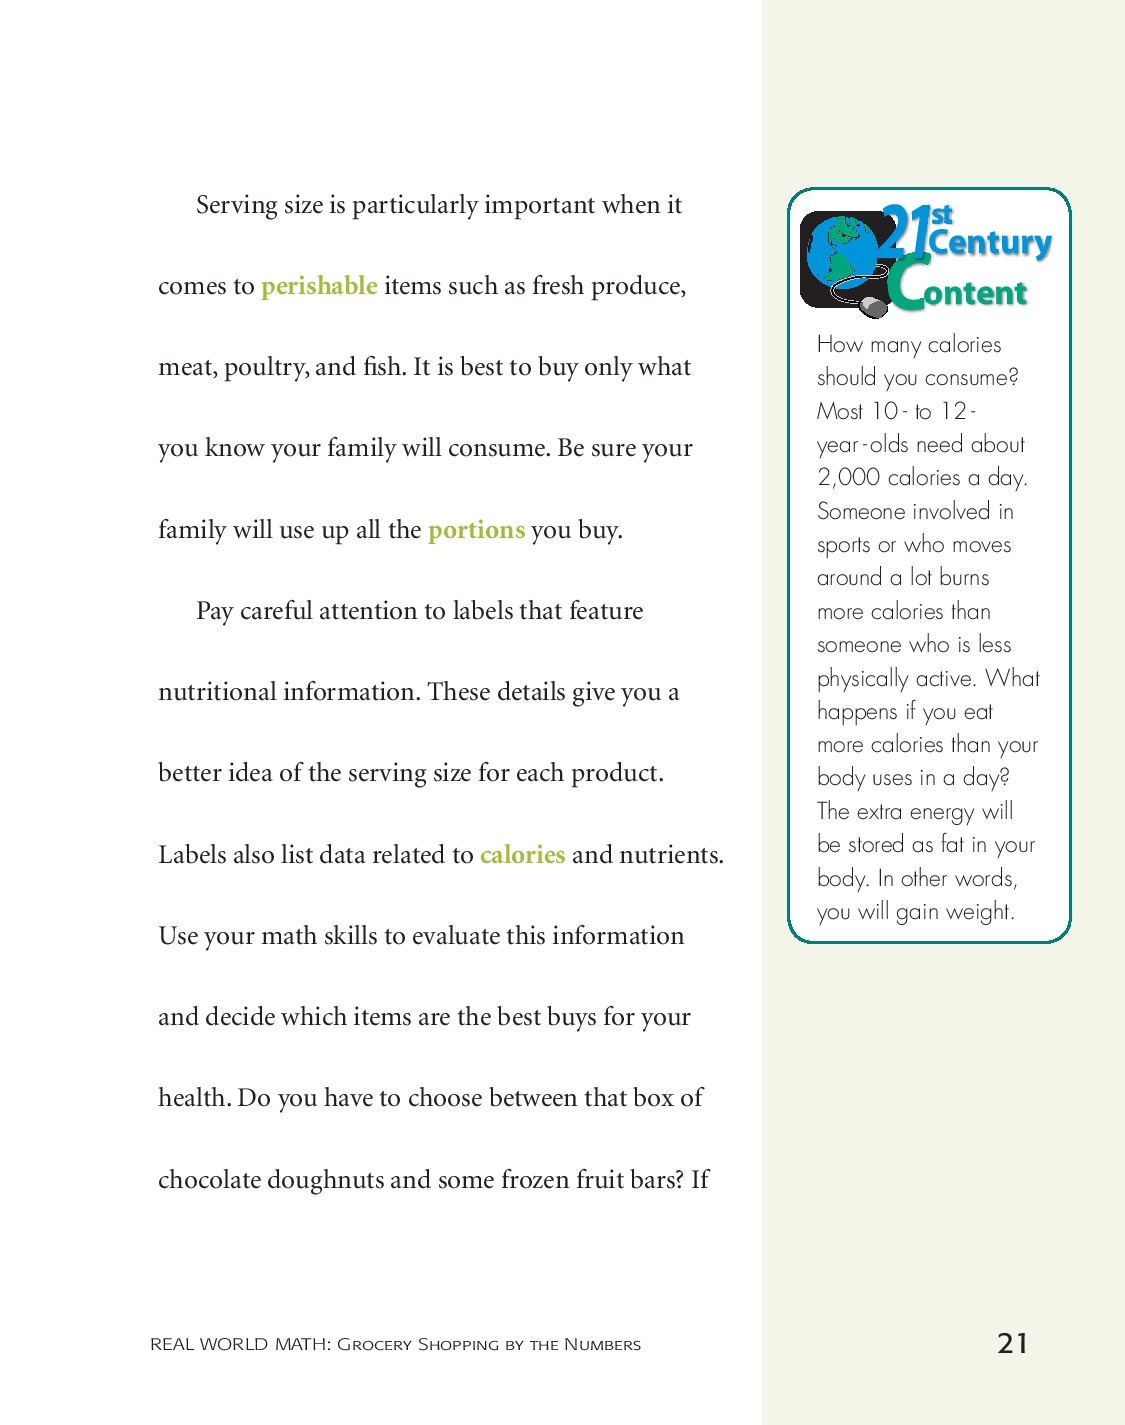 Serving size is particularly important when it
comes to perishable items such as fresh produce,
meat, poultry, and fish. It is best to buy only what
you know your family will consume. Be sure your
family will use up all the portions you buy.
Pay careful attention to labels that feature
nutritional information. These details give you a
better idea of the serving size for each product.
Labels also list data related to calories and nutrients.
Use your math skills to evaluate this information
and decide which items are the best buys for your
health. Do you have to choose between that box of
chocolate doughnuts and some frozen fruit bars? If
21st
Century
Content
How many calories
should you consume?
Most 10- to 12-
year-olds need about
2,000 calories a day.
Someone involved in
sports or who moves
around a lot burns
more calories than
someone who is less
physically active. What
happens if you eat
more calories than your
body uses in a day?
The extra energy will
be stored as fat in your
body. In other words,
you will gain weight.
REAL WORLD MATH: Grocery Shopping by the Numbers
21